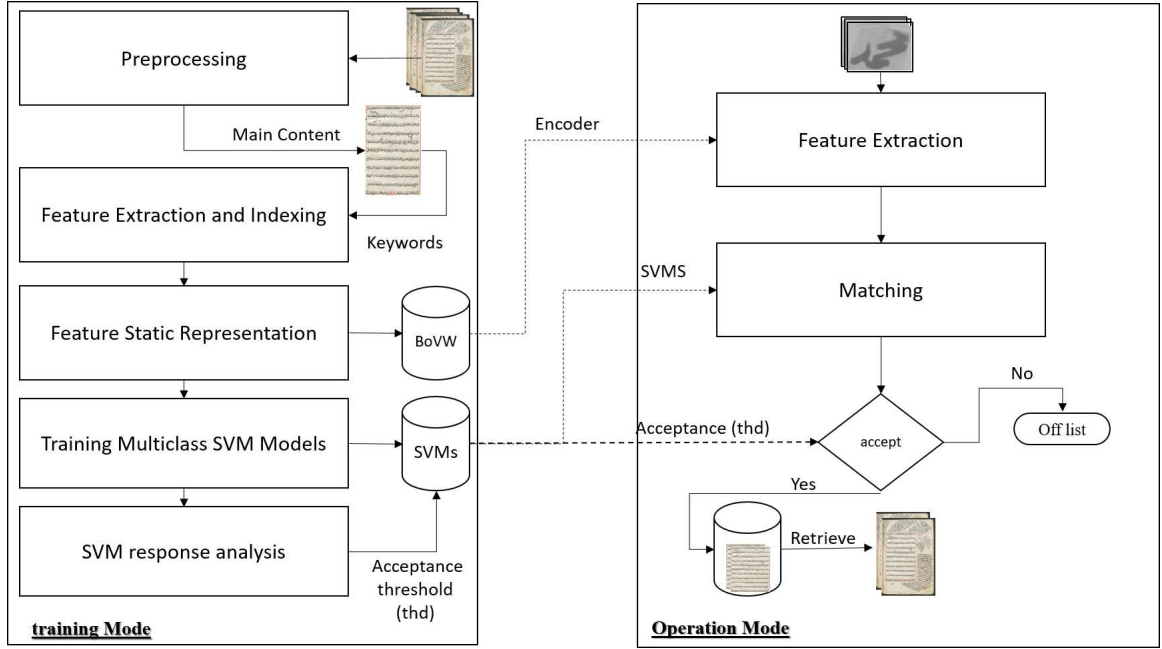 Preprocessing
Main Content
Feature Extraction and Indexing
Keywords
Feature Static Representation
BoVW
Training Multiclass SVM Models
SVMs
SVM response analysis
Acceptance
threshold
(thd)
training Mode
Encoder
SVMS
Acceptance (thd)
Feature Extraction
Matching
accept
No
Off list
Yes
Retrieve
Operation Mode